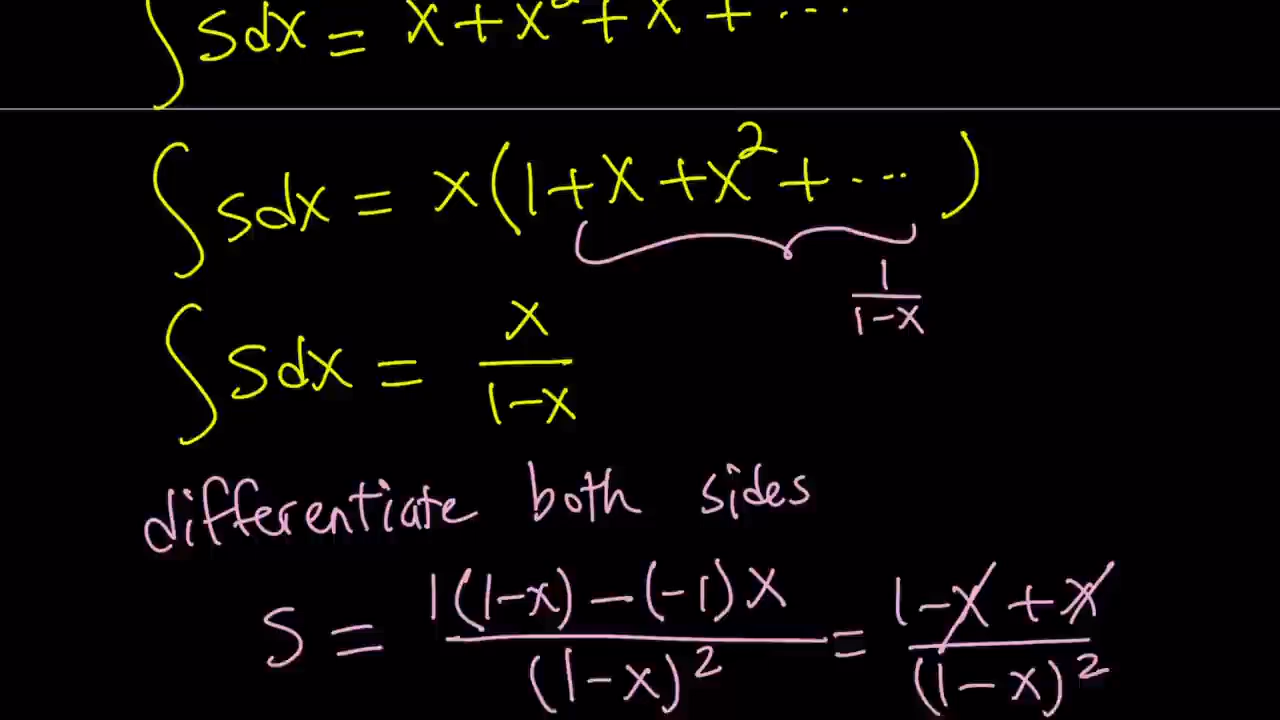 ∫ Sdx = x + x² + x + ...
∫ Sdx = x(1 + x + x² + ...)
1/(1-x)
∫ Sdx = x/(1-x)
differentiate both sides
S = (1(1-x) - (-1)x)/(1-x)² = (1-x+x)/(1-x)²